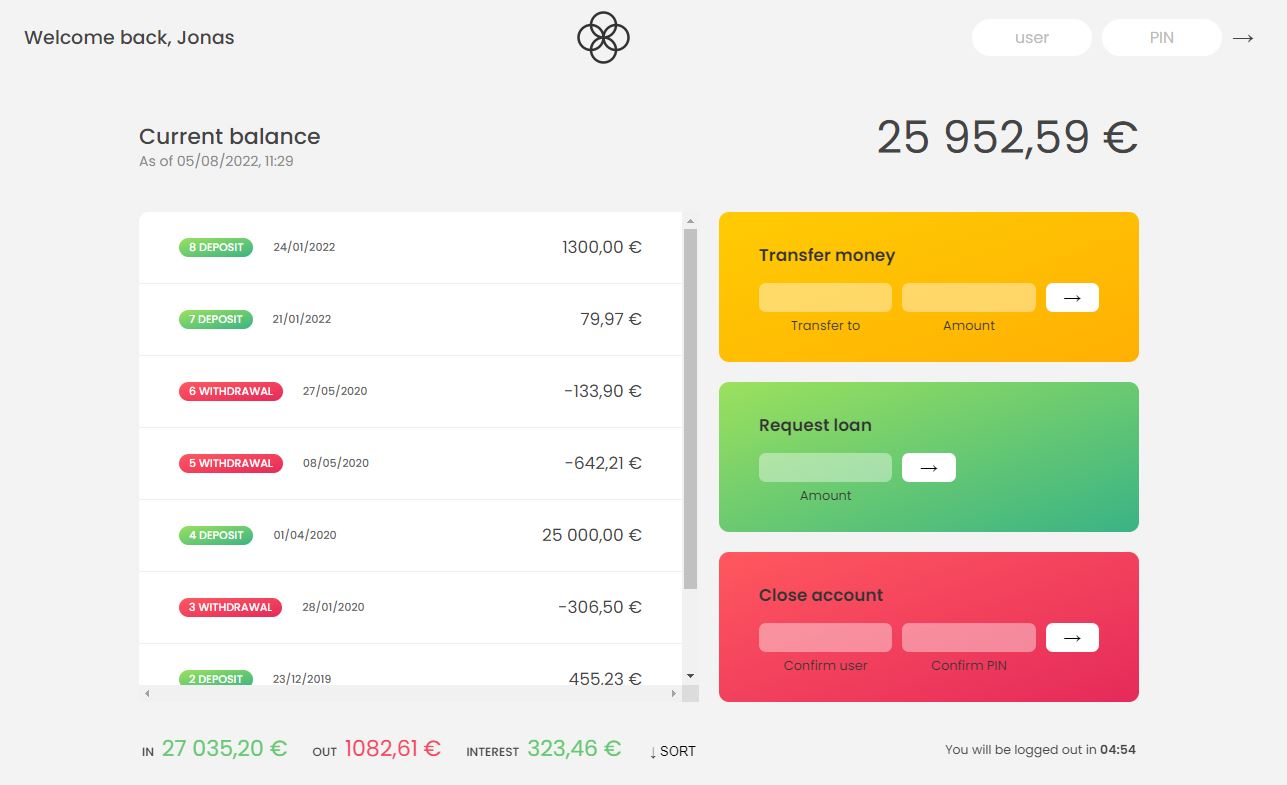 Welcome back, Jonas
user
PIN
→
Current balance
As of 05/08/2022, 11:29
25 952,59 €
8 DEPOSIT 24/01/2022 1300,00 €
7 DEPOSIT 21/01/2022 79,97 €
6 WITHDRAWAL 27/05/2020 -133,90 €
5 WITHDRAWAL 08/05/2020 -642,21 €
4 DEPOSIT 01/04/2020 25 000,00 €
3 WITHDRAWAL 28/01/2020 -306,50 €
2 DEPOSIT 23/12/2019 455,23 €
Transfer money
→
Transfer to Amount
Request loan
→
Amount
Close account
→
Confirm user Confirm PIN
IN 27 035,20 € OUT 1082,61 € INTEREST 323,46 € ↓ SORT
You will be logged out in 04:54